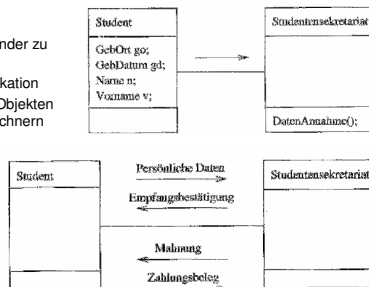 nder zu
kation
Objekten
chnern
Student
GebOrt go;
GebDatum gd;
Name n;
Vorname v;
Studentensekretariat
DatenAnnahme();
Student
Persönliche Daten
Empfangsbestätigung
Mahnung
Zahlungsbeleg
Studentensekretariat